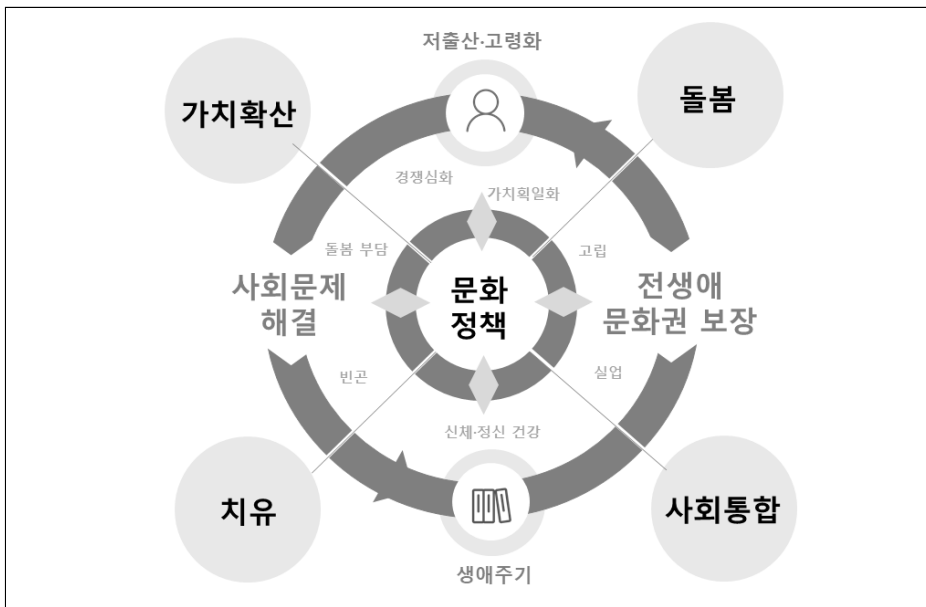 저출산·고령화
가치확산
돌봄
경쟁심화
가치획일화
돌봄 부담
고립
사회문제
해결
문화
정책
전생애
문화권 보장
빈곤
실업
신체·정신 건강
치유
사회통합
생애주기